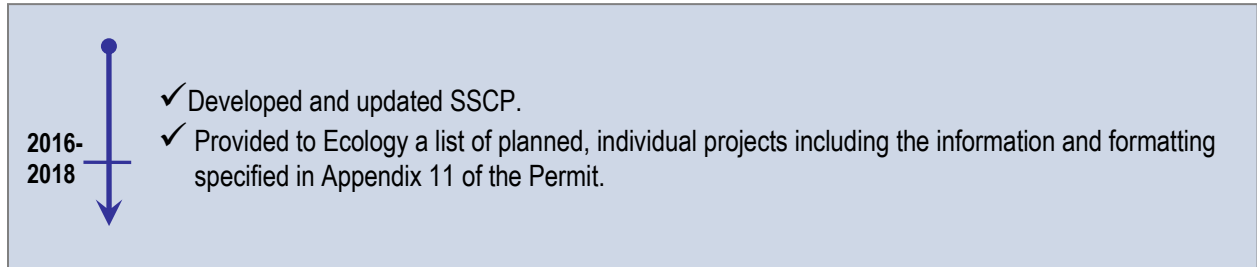 ✓Developed and updated SSCP.
✓ Provided to Ecology a list of planned, individual projects including the information and formatting
specified in Appendix 11 of the Permit.
2016-
2018